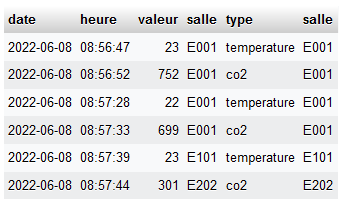 date heure valeur salle type salle
2022-06-08 08:56:47 23 E001 temperature E001
2022-06-08 08:56:52 752 E001 co2 E001
2022-06-08 08:57:28 22 E001 temperature E001
2022-06-08 08:57:33 699 E001 co2 E001
2022-06-08 08:57:39 23 E101 temperature E101
2022-06-08 08:57:44 301 E202 co2 E202